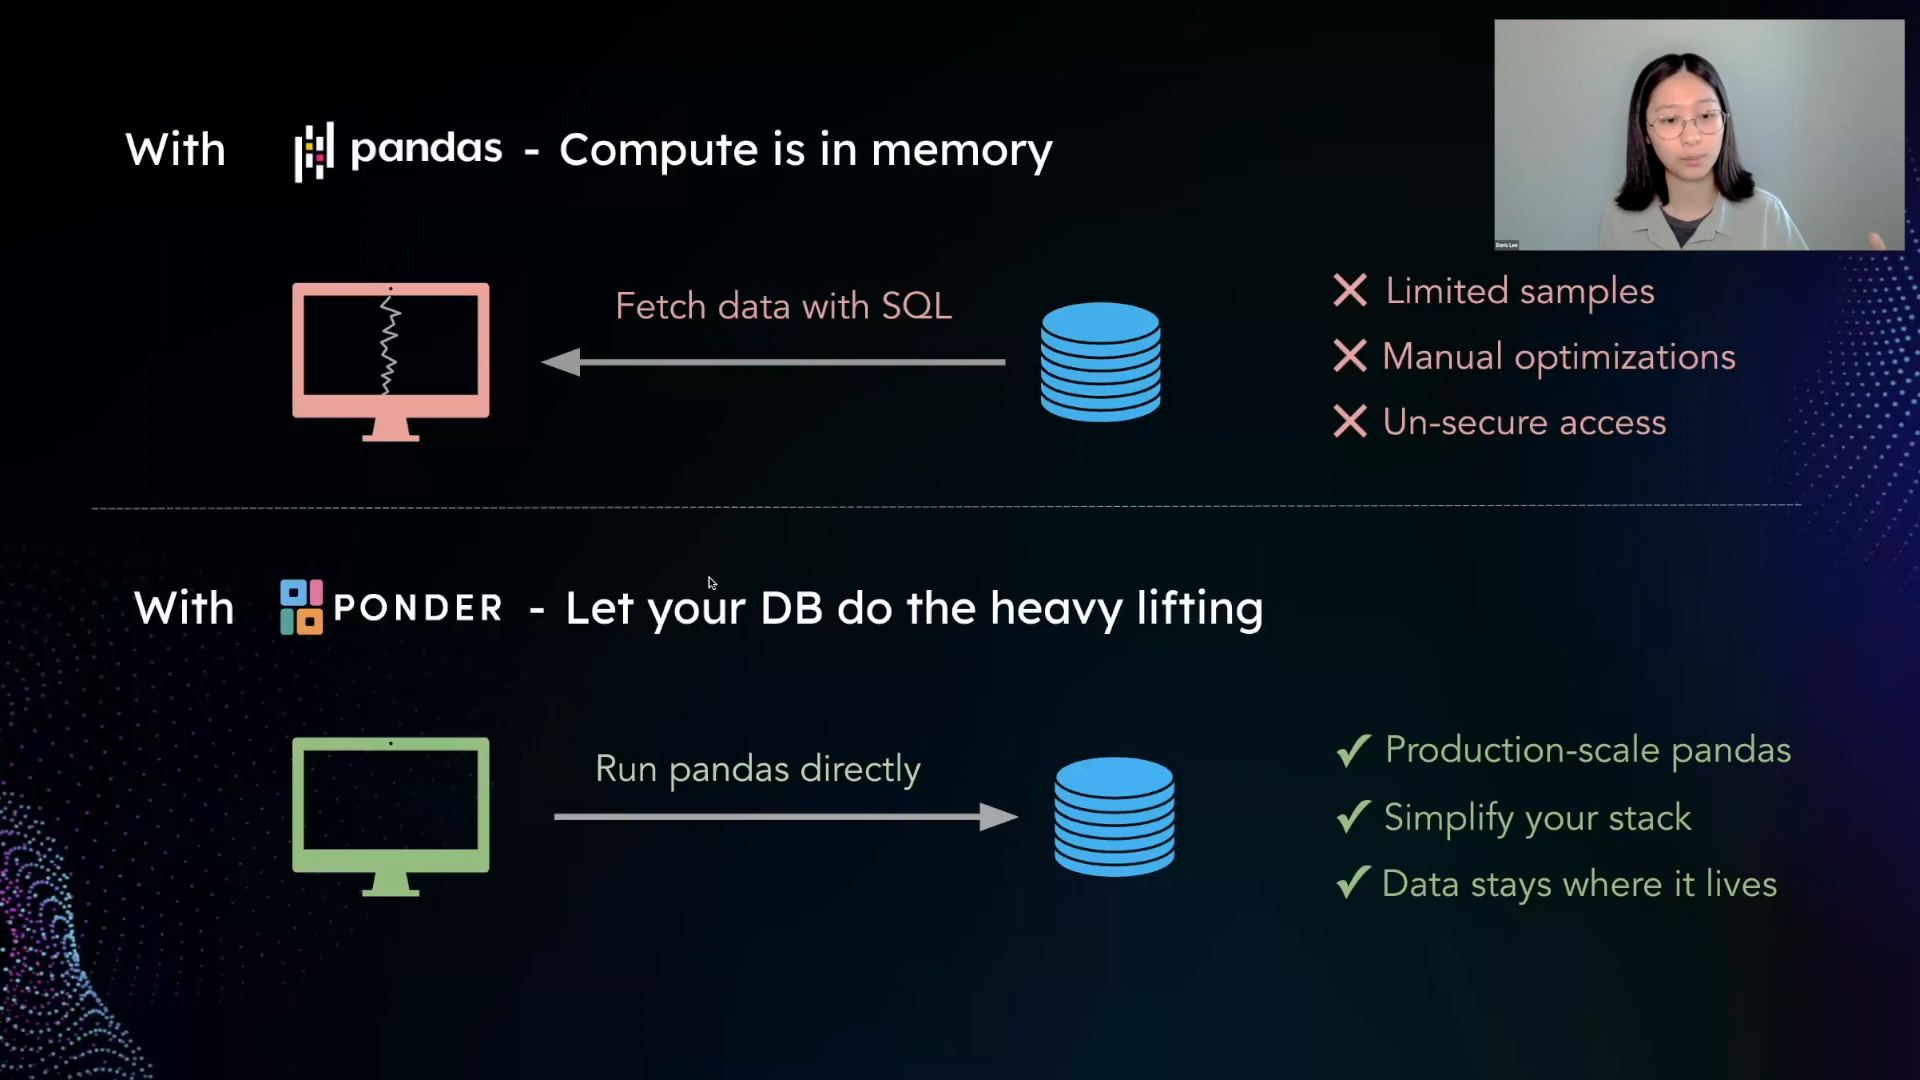 With pandas - Compute is in memory
Doris Lee
Fetch data with SQL
Limited samples
Manual optimizations
Un-secure access
With PONDER - Let your DB do the heavy lifting
Run pandas directly
Production-scale pandas
Simplify your stack
Data stays where it lives